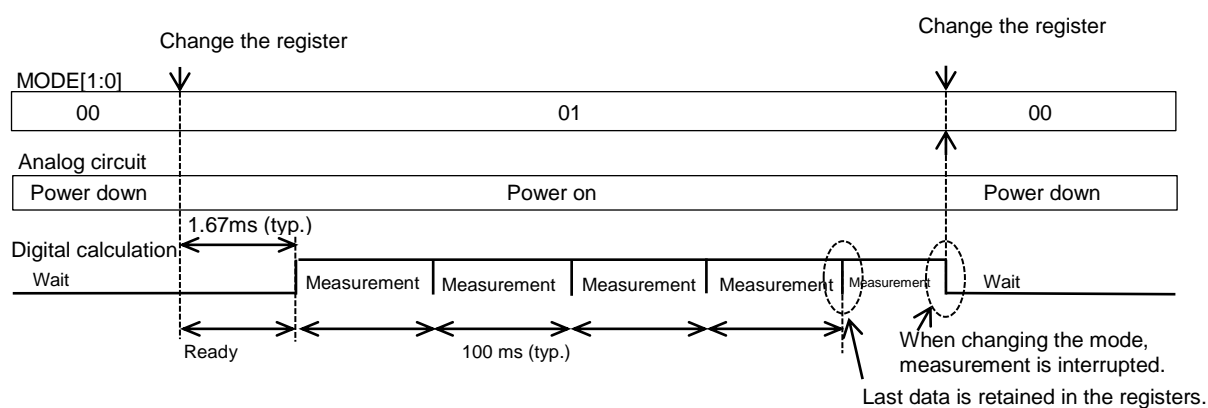 Change the register
Change the register
MODE[1:0]
00
01
00
Analog circuit
Power down
Power on
Power down
1.67ms (typ.)
Digital calculation
Wait
Measurement
Measurement
Measurement
Measurement
Measurement
Wait
Ready
100 ms (typ.)
When changing the mode,
measurement is interrupted.
Last data is retained in the registers.